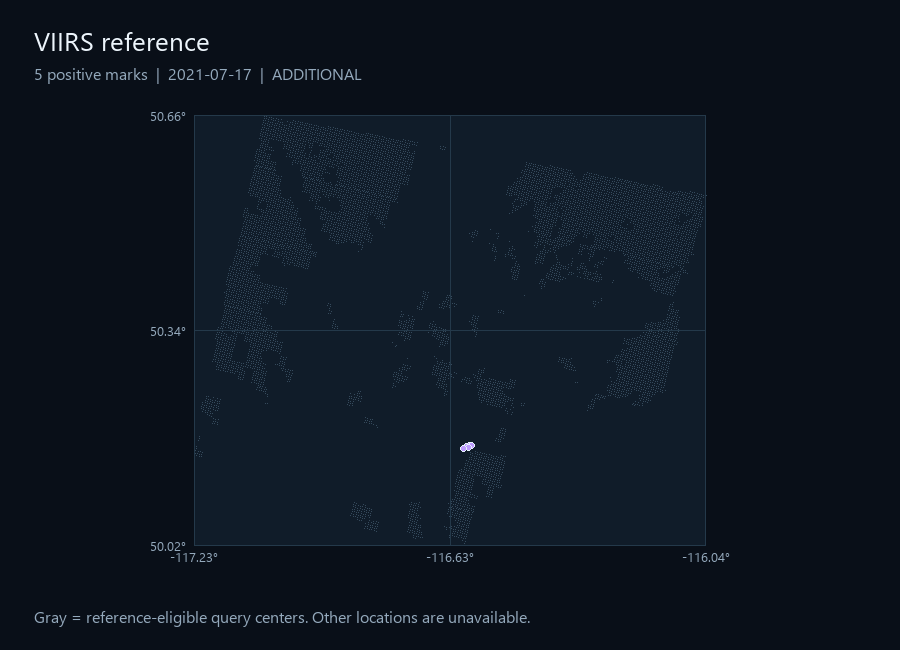 VIIRS reference
5 positive marks | 2021-07-17 | ADDITIONAL
50.66°
50.34°
50.02°
-117.23°
-116.63°
-116.04°
Gray = reference-eligible query centers. Other locations are unavailable.